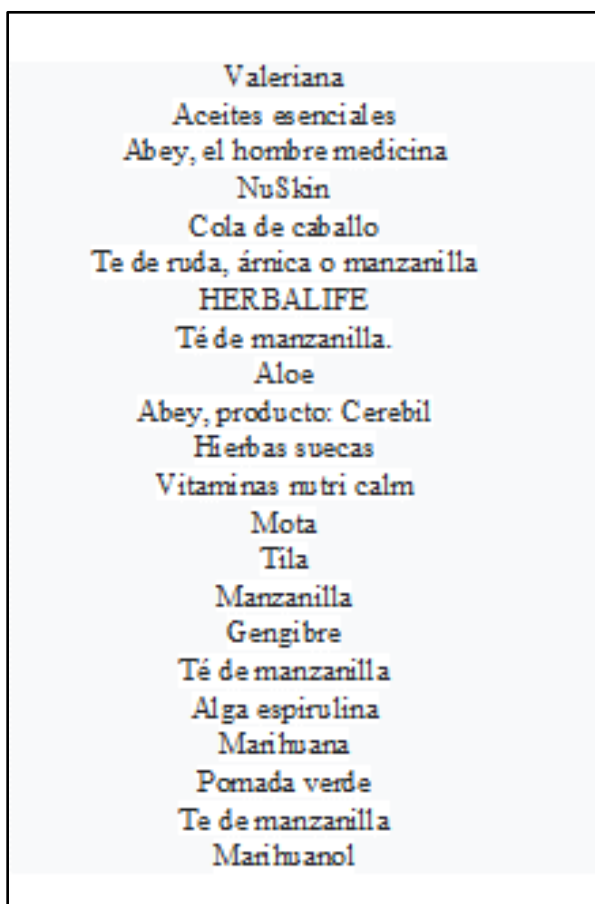 Valeriana
Aceites esenciales
Abey, el hombre medicina
NuSkin
Cola de caballo
Te de ruda, árnica o manzanilla
HERBALIFE
Té de manzanilla.
Aloe
Abey, producto: Cerebil
Hierbas suecas
Vitaminas nutri calm
Mota
Tila
Manzanilla
Gengibre
Té de manzanilla
Alga espirulina
Marihuana
Pomada verde
Te de manzanilla
Marihuanol